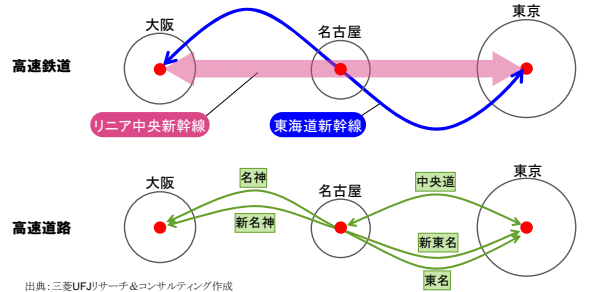 大阪
名古屋
東京
高速鉄道
リニア中央新幹線
東海道新幹線
大阪
名神
名古屋
中央道
東京
高速道路
新名神
新東名
東名
出典：三菱UFJリサーチ＆コンサルティング作成